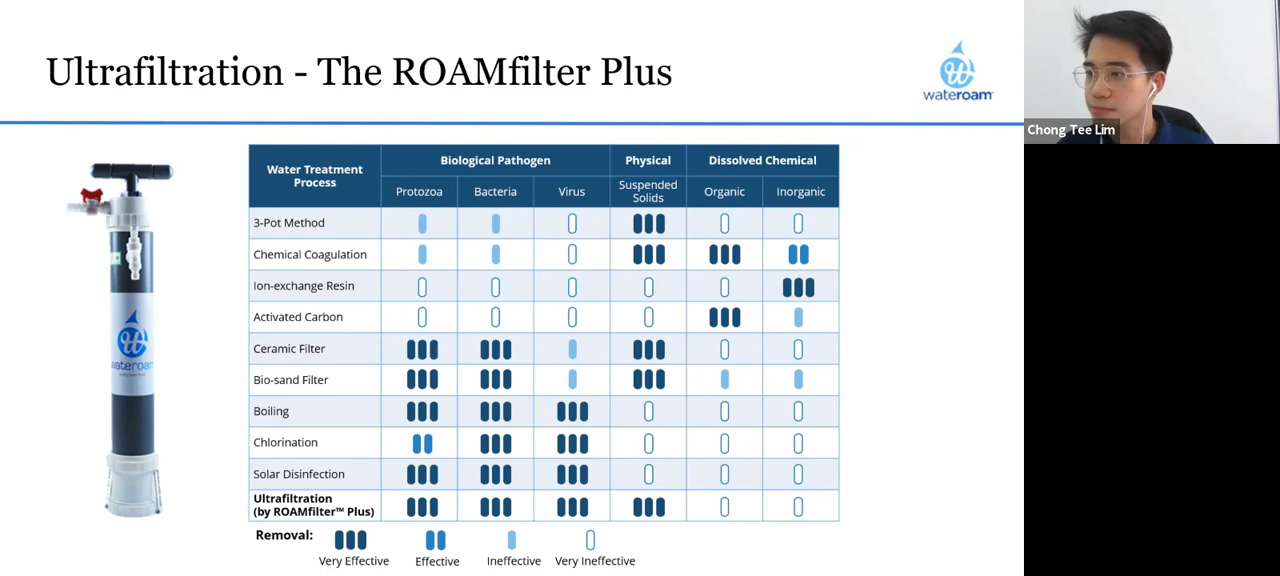 Ultrafiltration - The ROAMfilter Plus
wateroam
Chong Tee Lim
Water Treatment
Process
Biological Pathogen
Physical
Dissolved Chemical
Protozoa
Bacteria
Virus
Suspended
Solids
Organic
Inorganic
3-Pot Method
Chemical Coagulation
Ion-exchange Resin
Activated Carbon
Ceramic Filter
Bio-sand Filter
Boiling
Chlorination
Solar Disinfection
Ultrafiltration
(by ROAMfilter™ Plus)
wateroam
Removal:
Very Effective
Effective
Ineffective
Very Ineffective